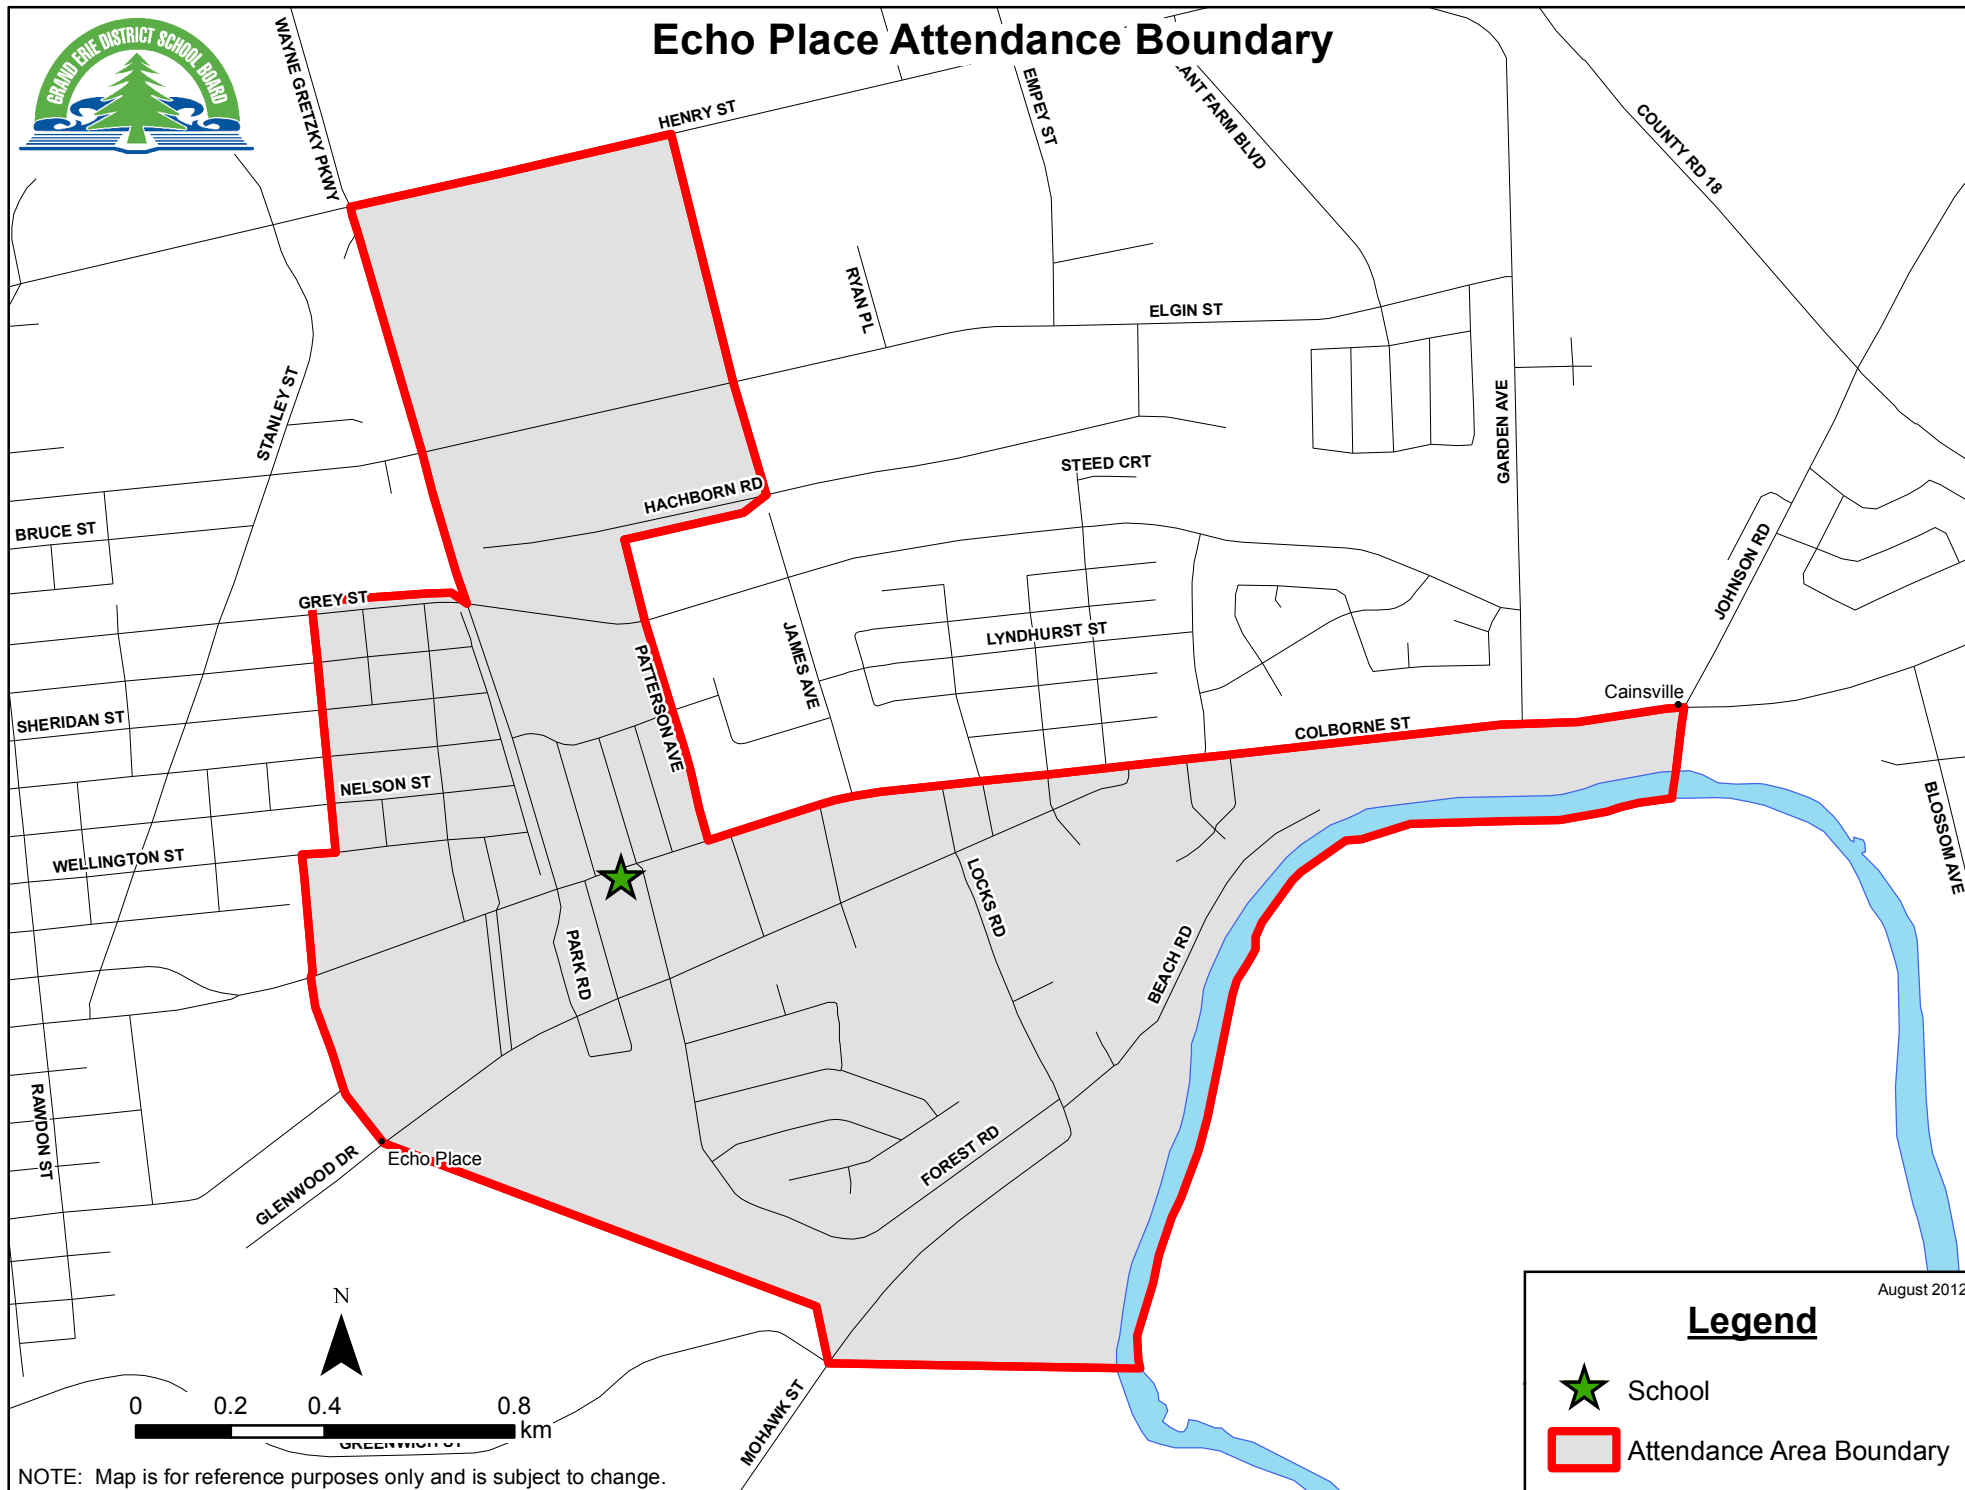 Echo Place Attendance Boundary
GRAND ERIE DISTRICT SCHOOL BOARD
WAYNE GRETZKY PKWY
HENRY ST
EMPEY ST
ANT FARM BLVD
COUNTY RD 18
RYAN PL
ELGIN ST
STANLEY ST
GARDEN AVE
STEED CRT
HACHBORN RD
BRUCE ST
JOHNSON RD
GREY ST
LYNDHURST ST
JAMES AVE
PATTERSON AVE
Cainsville
SHERIDAN ST
COLBORNE ST
NELSON ST
BLOSSOM AVE
WELLINGTON ST
LOCKS RD
PARK RD
BEACH RD
RAWDON ST
FOREST RD
Echo Place
GLENWOOD DR
N
August 2012
Legend
School
Attendance Area Boundary
MOHAWK ST
0 0.2 0.4 0.8
km
GREENWICH ST
NOTE: Map is for reference purposes only and is subject to change.